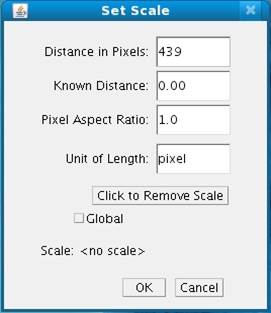 Set Scale
Distance in Pixels: 439
Known Distance: 0.00
Pixel Aspect Ratio: 1.0
Unit of Length: pixel
Click to Remove Scale
Global
Scale: <no scale>
OK Cancel